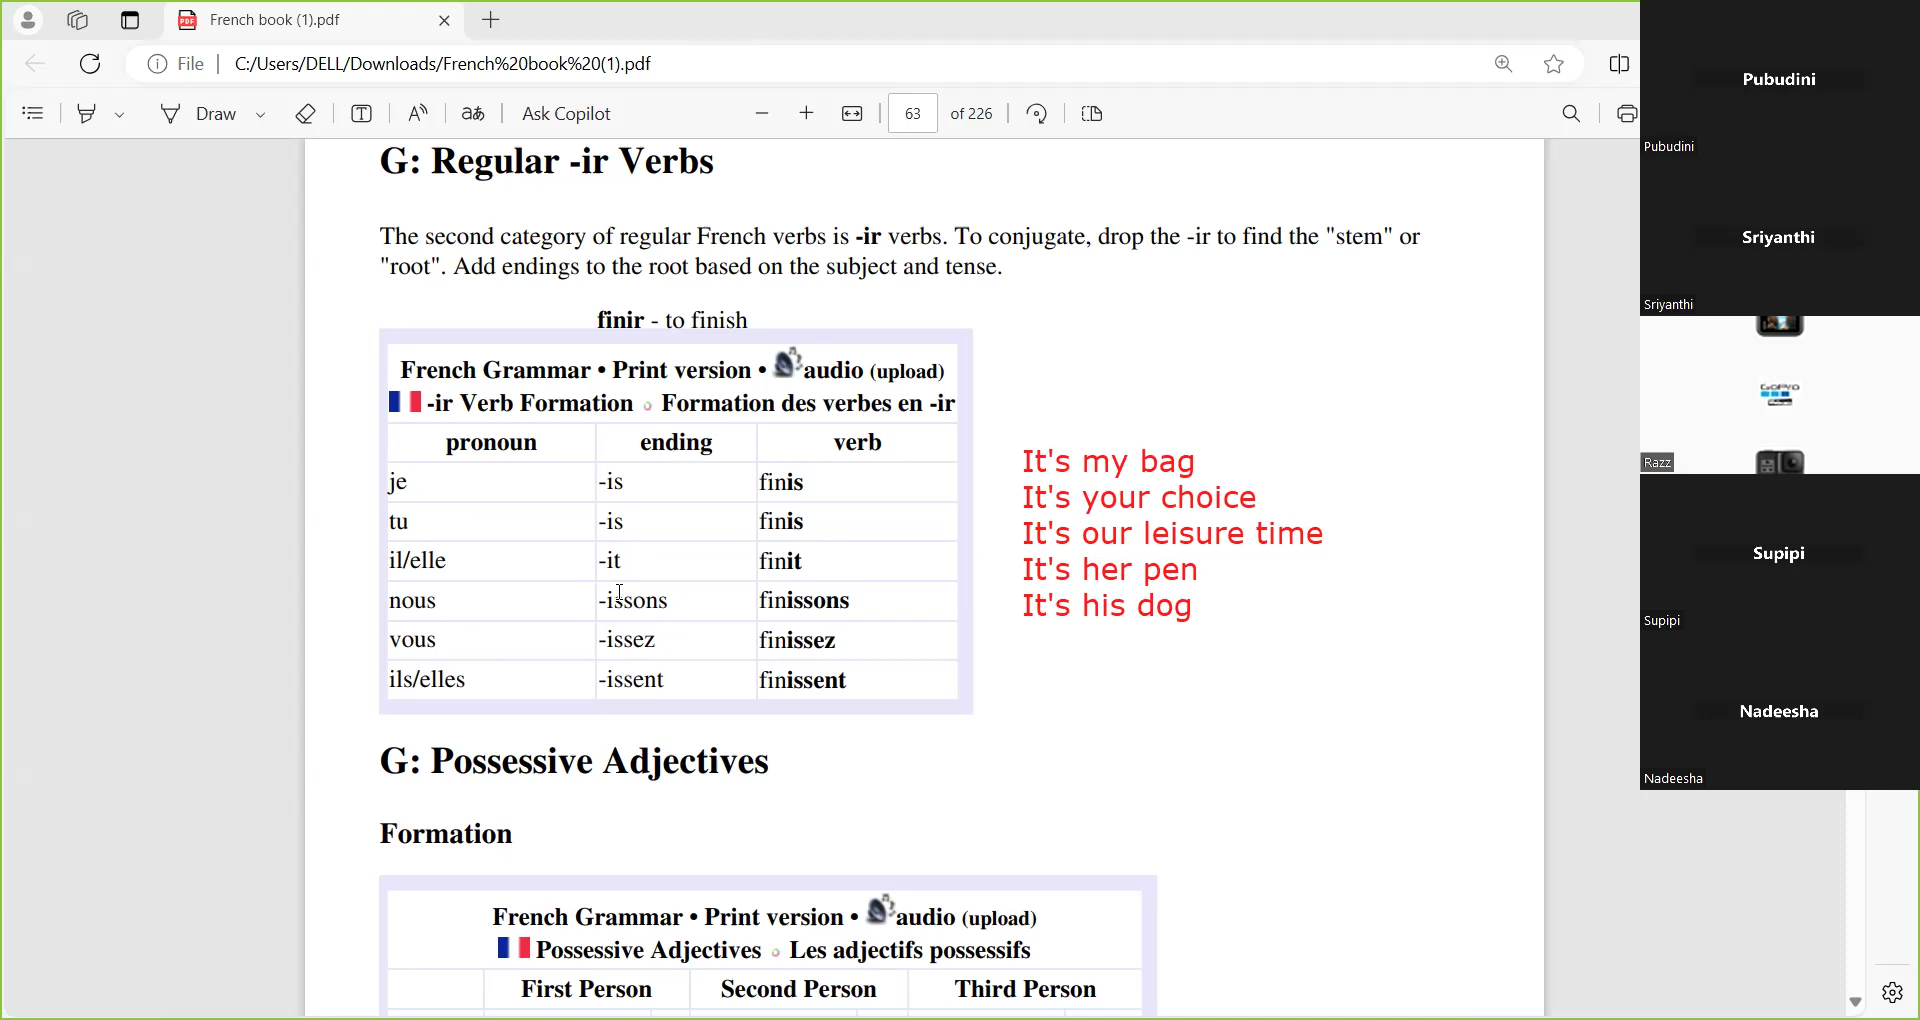 French book (1).pdf
File | C:/Users/DELL/Downloads/French%20book%20(1).pdf
Draw
Ask Copilot
63 of 226
G: Regular -ir Verbs
The second category of regular French verbs is -ir verbs. To conjugate, drop the -ir to find the "stem" or
"root". Add endings to the root based on the subject and tense.
finir - to finish
French Grammar • Print version • audio (upload)
-ir Verb Formation Formation des verbes en -ir
pronoun ending verb
je -is finis
tu -is finis
il/elle -it finit
nous -issons finissons
vous -issez finissez
ils/elles -issent finissent
It's my bag
It's your choice
It's our leisure time
It's her pen
It's his dog
G: Possessive Adjectives
Formation
French Grammar • Print version • audio (upload)
Possessive Adjectives Les adjectifs possessifs
First Person Second Person Third Person
Pubudini
Pubudini
Sriyanthi
Sriyanthi
GoPro
Razz
Supipi
Supipi
Nadeesha
Nadeesha